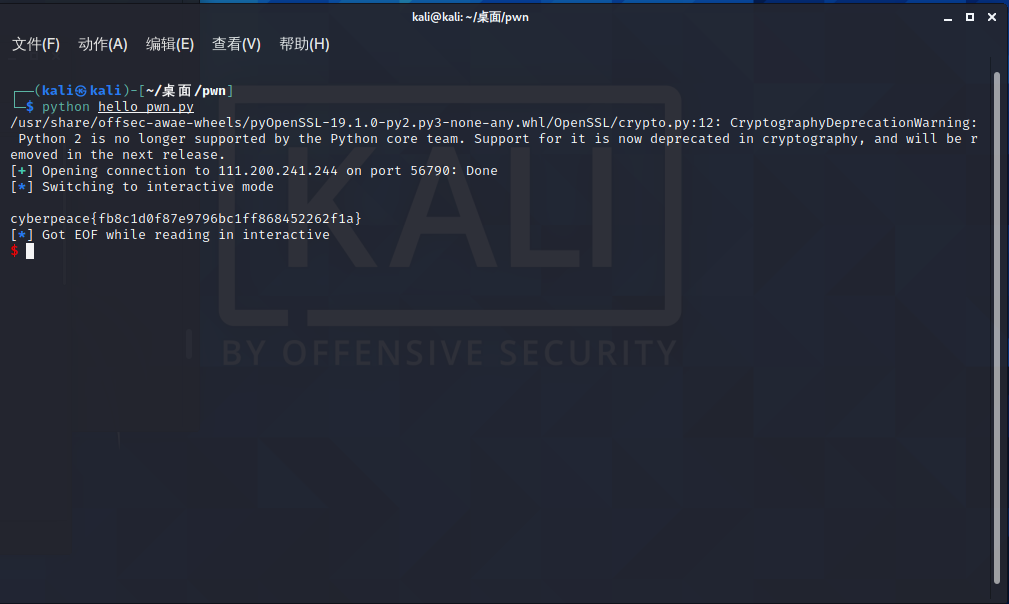 kali@kali: ~/桌面/pwn
文件(F) 动作(A) 编辑(E) 查看(V) 帮助(H)
┌──(kali㉿kali)-[~/桌面/pwn]
└─$ python hello_pwn.py
/usr/share/offsec-awae-wheels/pyOpenSSL-19.1.0-py2.py3-none-any.whl/OpenSSL/crypto.py:12: CryptographyDeprecationWarning:
Python 2 is no longer supported by the Python core team. Support for it is now deprecated in cryptography, and will be r
emoved in the next release.
[+] Opening connection to 111.200.241.244 on port 56790: Done
[*] Switching to interactive mode
cyberpeace{fb8c1d0f87e9796bc1ff868452262f1a}
[*] Got EOF while reading in interactive
$
KALI
BY OFFENSIVE SECURITY